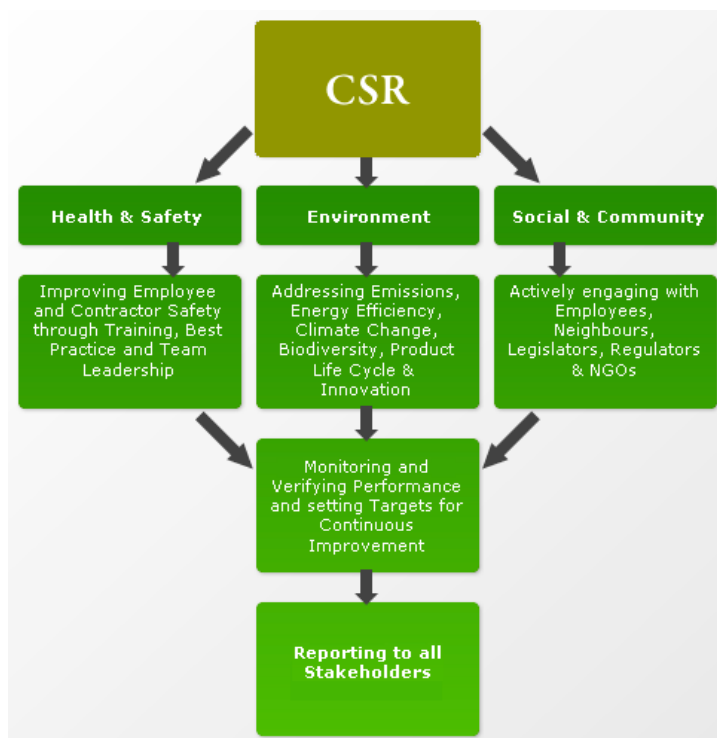 CSR
Health & Safety
Environment
Social & Community
Improving Employee
and Contractor Safety
through Training, Best
Practice and Team
Leadership
Addressing Emissions,
Energy Efficiency,
Climate Change,
Biodiversity, Product
Life Cycle &
Innovation
Actively engaging with
Employees,
Neighbours,
Legislators, Regulators
& NGOs
Monitoring and
Verifying Performance
and setting Targets for
Continuous
Improvement
Reporting to all
Stakeholders